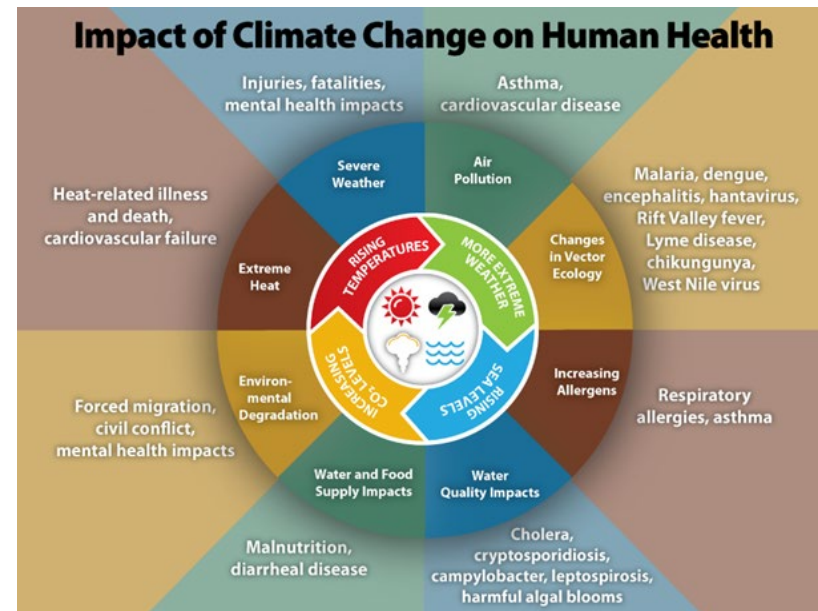 Impact of Climate Change on Human Health
Injuries, fatalities,
mental health impacts
Asthma,
cardiovascular disease
Severe
Weather
Air
Pollution
Heat-related illness
and death,
cardiovascular failure
Malaria, dengue,
encephalitis, hantavirus,
Rift Valley fever,
Lyme disease,
chikungunya,
West Nile virus
Extreme
Heat
Changes
in Vector
Ecology
RISING
TEMPERATURES
MORE EXTREME
WEATHER
INCREASING
CO₂ LEVELS
RISING
SEA LEVELS
Environ-
mental
Degradation
Increasing
Allergens
Forced migration,
civil conflict,
mental health impacts
Respiratory
allergies, asthma
Water and Food
Supply Impacts
Water
Quality Impacts
Malnutrition,
diarrheal disease
Cholera,
cryptosporidiosis,
campylobacter, leptospirosis,
harmful algal blooms